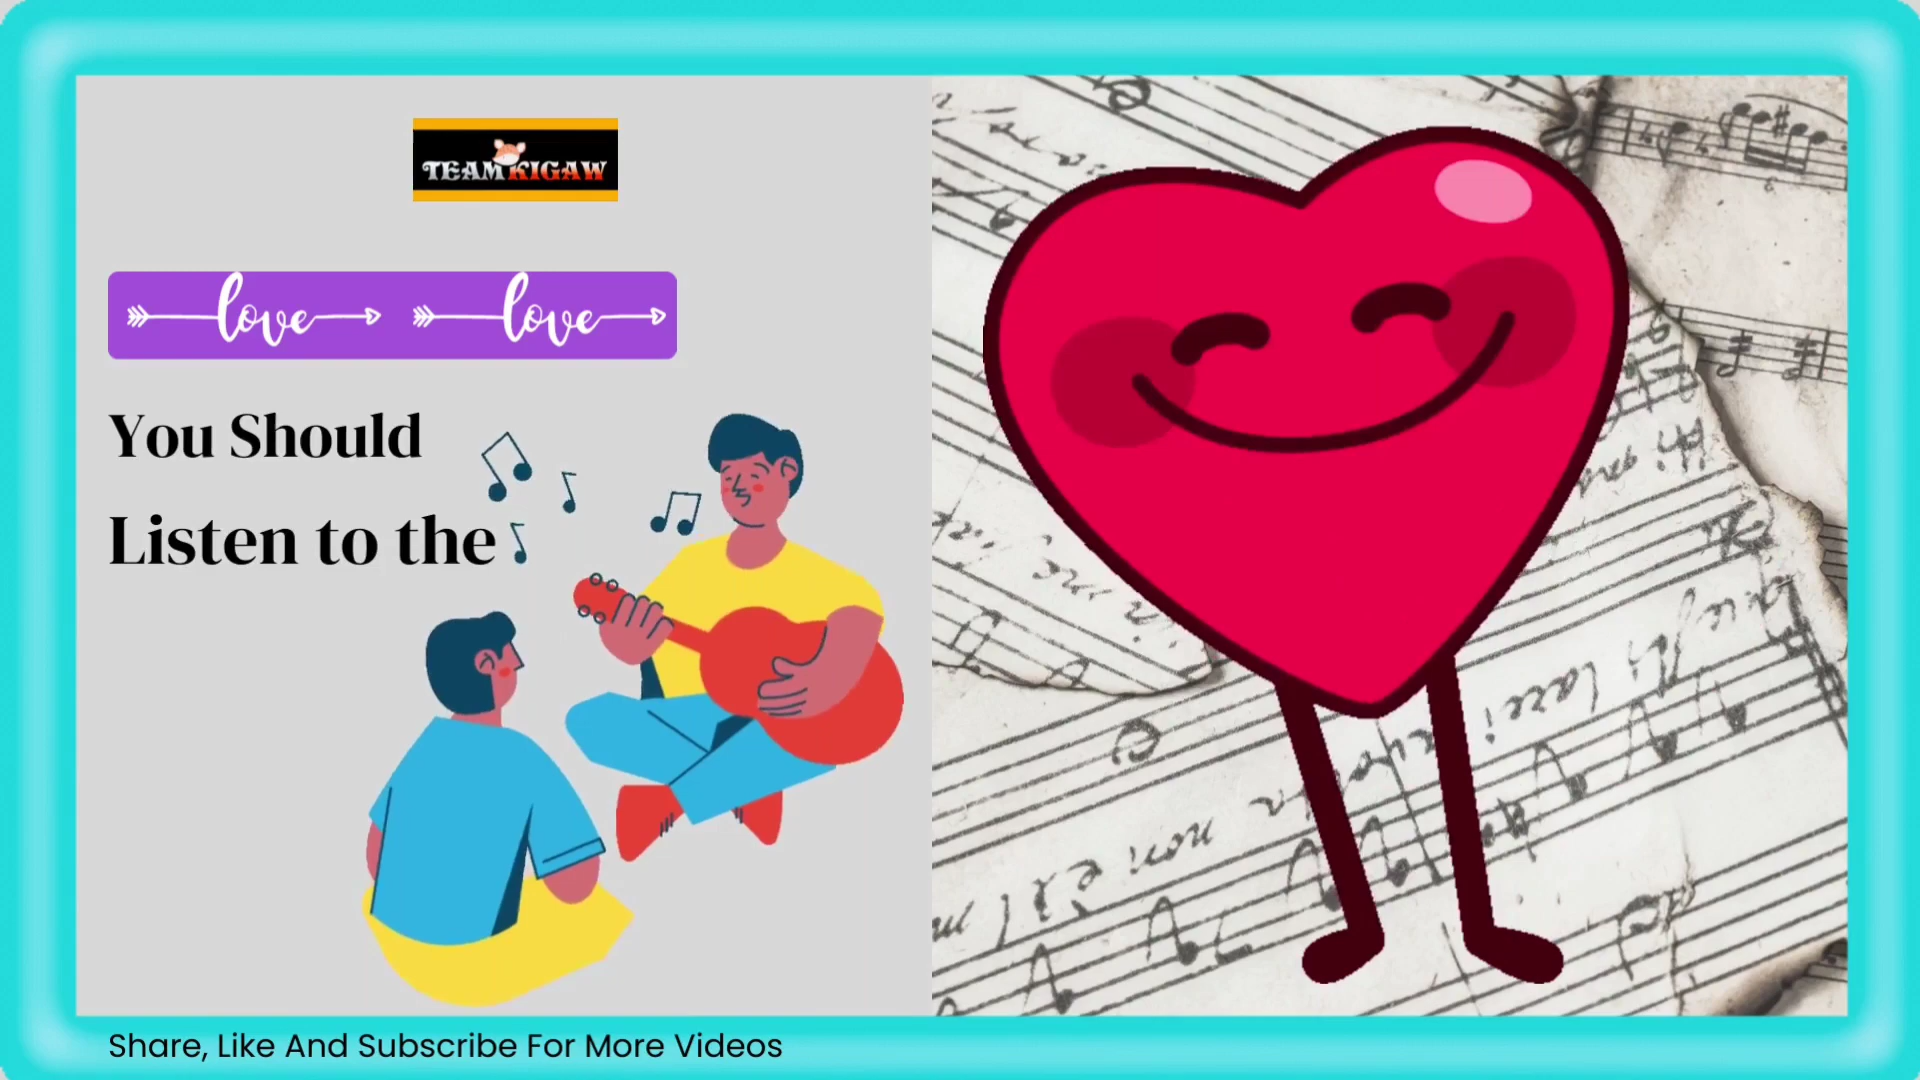 TEAM KIGAW
love love
You Should
Listen to the
Share, Like And Subscribe For More Videos